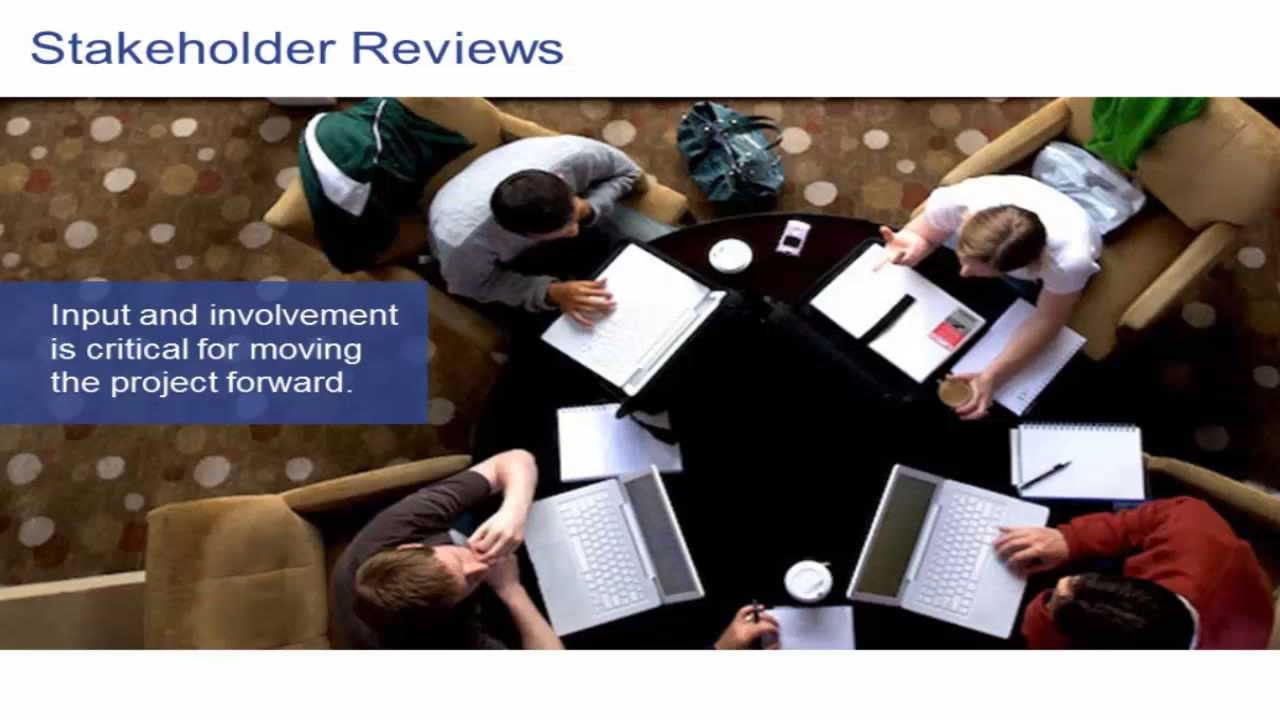 Stakeholder Reviews
Input and involvement
is critical for moving
the project forward.